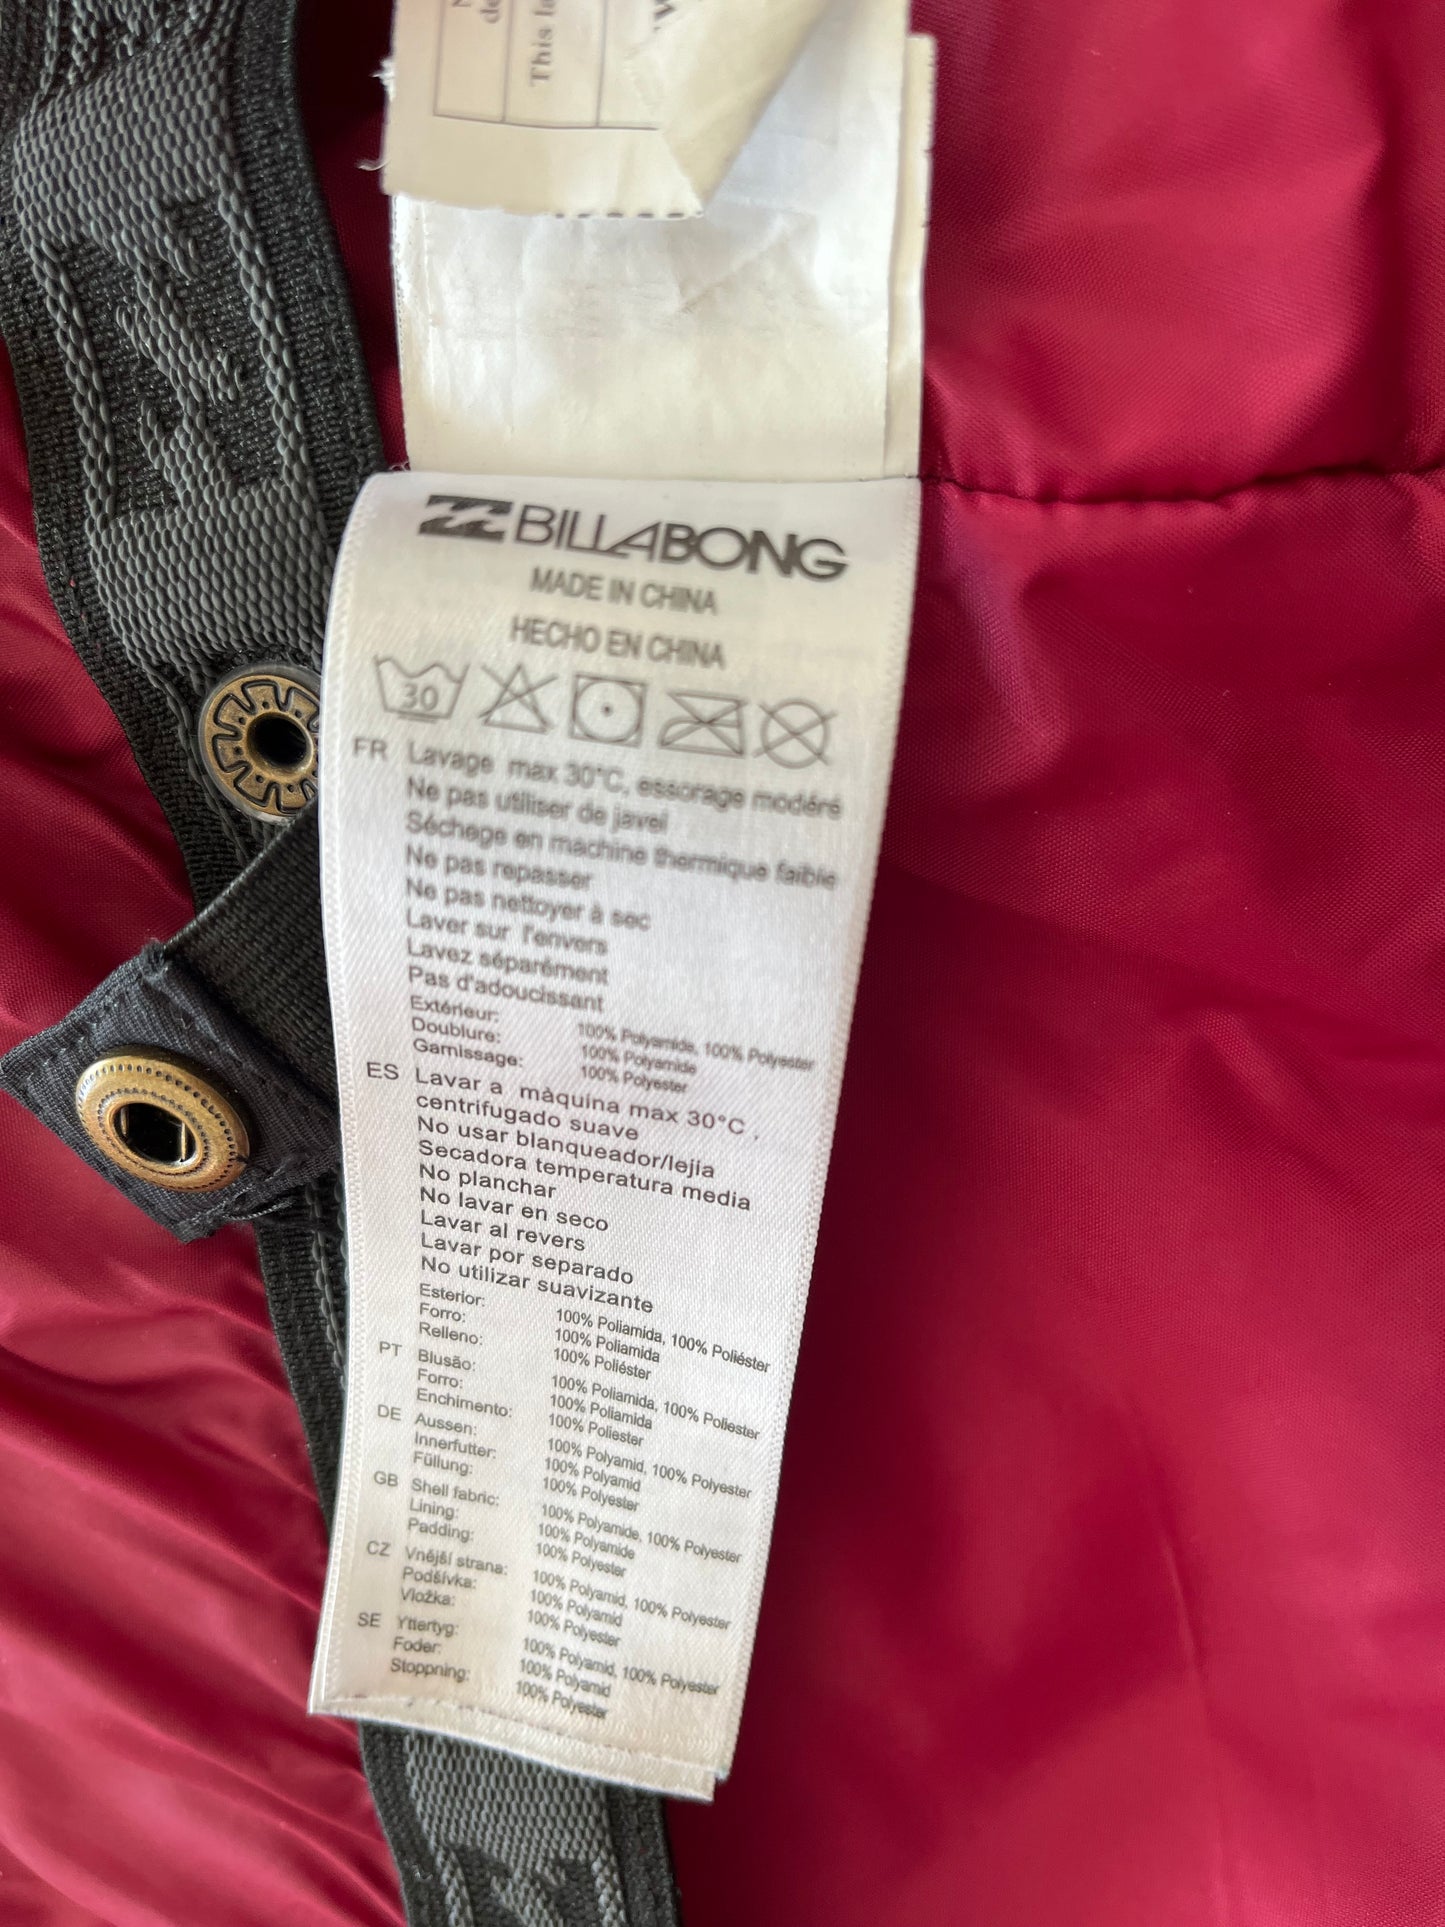 This
BILLABONG
MADE IN CHINA
HECHO EN CHINA
30
FR Lavage max 30°C, essorage modéré
Ne pas utiliser de javel
Séchage en machine thermique faible
Ne pas repasser
Ne pas nettoyer à sec
Laver sur l'envers
Lavez séparément
Pas d'adoucissant
Extérieur: 100% Polyamide, 100% Polyester
Doublure: 100% Polyamide
Garnissage: 100% Polyester
ES Lavar a màquina max 30°C ,
centrifugado suave
No usar blanqueador/lejia
Secadora temperatura media
No planchar
No lavar en seco
Lavar al revers
Lavar por separado
No utilizar suavizante
Esterior: 100% Poliamida, 100% Poliéster
Forro: 100% Poliamida
Relleno: 100% Poliéster
PT Blusão: 100% Poliamida, 100% Poliester
Forro: 100% Poliamida
Enchimento: 100% Poliester
DE Aussen: 100% Polyamid, 100% Polyester
Innerfutter: 100% Polyamid
Füllung: 100% Polyester
GB Shell fabric: 100% Polyamide, 100% Polyester
Lining: 100% Polyamide
Padding: 100% Polyester
CZ Vnější strana: 100% Polyamid, 100% Polyester
Podšívka: 100% Polyamid
Vložka: 100% Polyester
SE Yttertyg: 100% Polyamid, 100% Polyester
Foder: 100% Polyamid
Stoppning: 100% Polyester